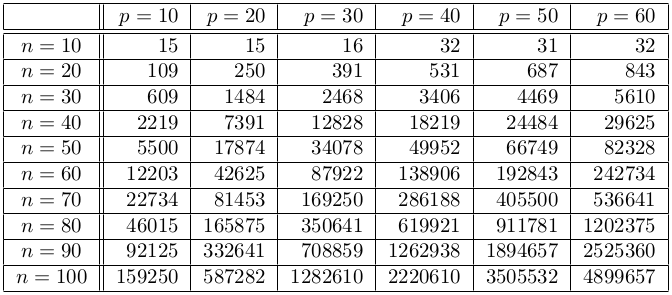 p = 10 p = 20 p = 30 p = 40 p = 50 p = 60
n = 10 15 15 16 32 31 32
n = 20 109 250 391 531 687 843
n = 30 609 1484 2468 3406 4469 5610
n = 40 2219 7391 12828 18219 24484 29625
n = 50 5500 17874 34078 49952 66749 82328
n = 60 12203 42625 87922 138906 192843 242734
n = 70 22734 81453 169250 286188 405500 536641
n = 80 46015 165875 350641 619921 911781 1202375
n = 90 92125 332641 708859 1262938 1894657 2525360
n = 100 159250 587282 1282610 2220610 3505532 4899657